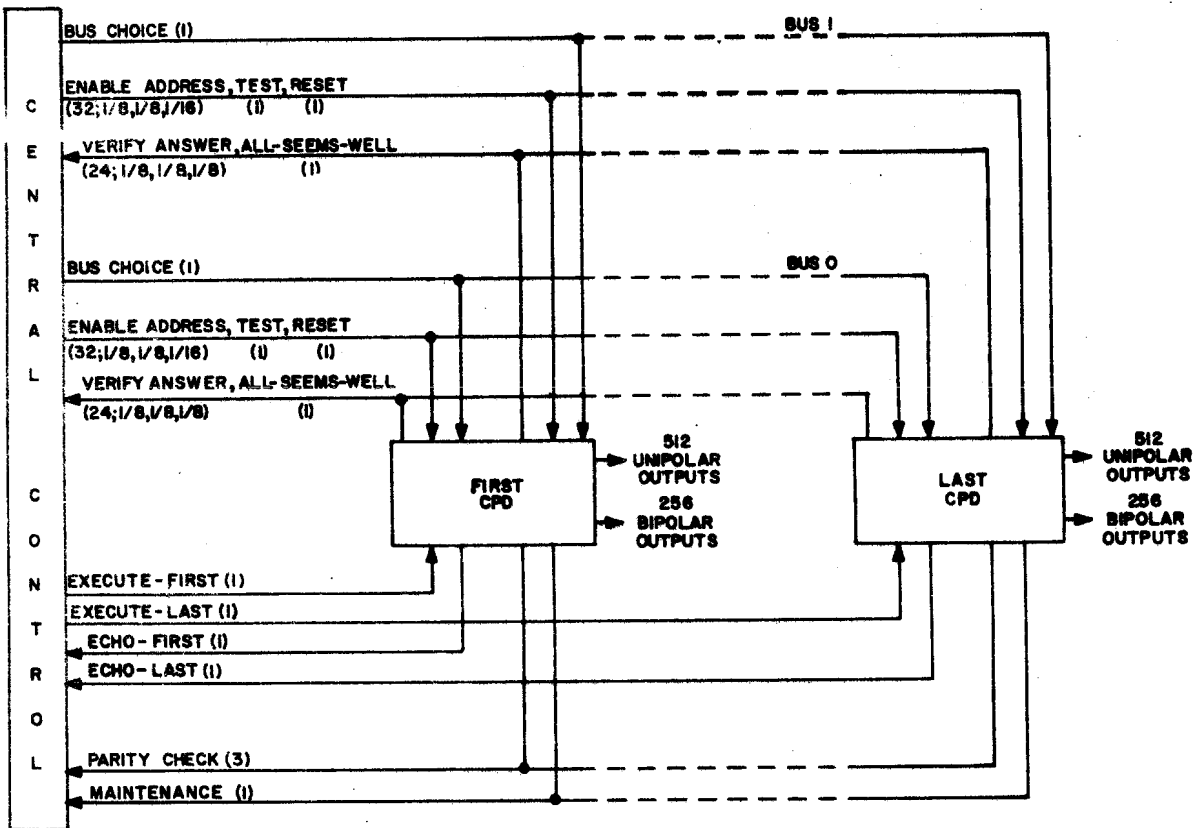 BUS CHOICE (1)
BUS 1
ENABLE ADDRESS, TEST, RESET
(32; 1/8, 1/8, 1/16) (1) (1)
VERIFY ANSWER, ALL-SEEMS-WELL
(24; 1/8, 1/8, 1/8) (1)
BUS CHOICE (1)
BUS 0
ENABLE ADDRESS, TEST, RESET
(32; 1/8, 1/8, 1/16) (1) (1)
VERIFY ANSWER, ALL-SEEMS-WELL
(24; 1/8, 1/8, 1/8) (1)
CENTRAL CONTROL
FIRST
CPD
512
UNIPOLAR
OUTPUTS
256
BIPOLAR
OUTPUTS
LAST
CPD
512
UNIPOLAR
OUTPUTS
256
BIPOLAR
OUTPUTS
EXECUTE-FIRST (1)
EXECUTE-LAST (1)
ECHO-FIRST (1)
ECHO-LAST (1)
PARITY CHECK (3)
MAINTENANCE (1)